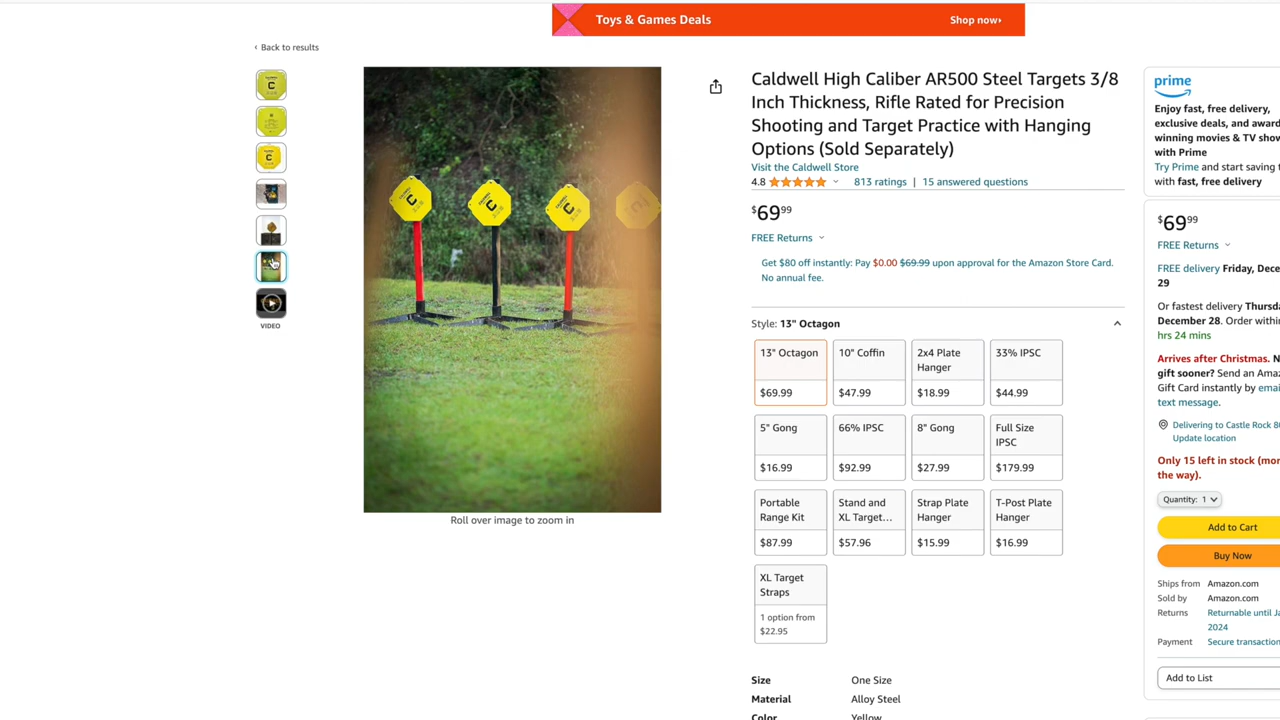 Toys & Games Deals
Shop now›
‹ Back to results
VIDEO
Roll over image to zoom in
Caldwell High Caliber AR500 Steel Targets 3/8
Inch Thickness, Rifle Rated for Precision
Shooting and Target Practice with Hanging
Options (Sold Separately)
Visit the Caldwell Store
4.8
813 ratings | 15 answered questions
$69.99
FREE Returns
Get $80 off instantly: Pay $0.00 $69.99 upon approval for the Amazon Store Card.
No annual fee.
Style: 13" Octagon
13" Octagon
$69.99
10" Coffin
$47.99
2x4 Plate
Hanger
$18.99
33% IPSC
$44.99
5" Gong
$16.99
66% IPSC
$92.99
8" Gong
$27.99
Full Size
IPSC
$179.99
Portable
Range Kit
$87.99
Stand and
XL Target...
$57.96
Strap Plate
Hanger
$15.99
T-Post Plate
Hanger
$16.99
XL Target
Straps
1 option from
$22.95
Size One Size
Material Alloy Steel
Color Yellow
prime
Enjoy fast, free delivery,
exclusive deals, and award
winning movies & TV show
with Prime
Try Prime and start saving t
with fast, free delivery
$69.99
FREE Returns
FREE delivery Friday, Dece
29
Or fastest delivery Thursd
December 28. Order withi
hrs 24 mins
Arrives after Christmas. N
gift sooner? Send an Ama
Gift Card instantly by emai
text message.
Delivering to Castle Rock 8
Update location
Only 15 left in stock (mor
the way).
Quantity: 1
Add to Cart
Buy Now
Ships from Amazon.com
Sold by Amazon.com
Returns Returnable until Ja
2024
Payment Secure transaction
Add to List